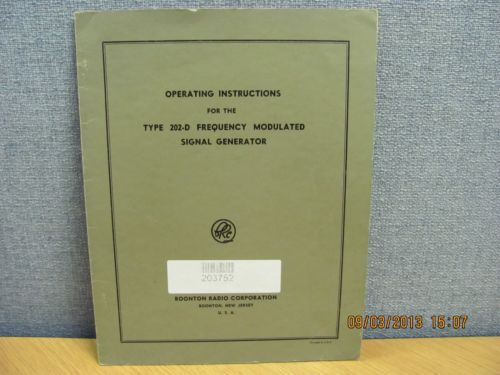 OPERATING INSTRUCTIONS
FOR THE
TYPE 202-D FREQUENCY MODULATED
SIGNAL GENERATOR
BRC
203752
BOONTON RADIO CORPORATION
BOONTON, NEW JERSEY
U. S. A.
09/03/2013 15:07